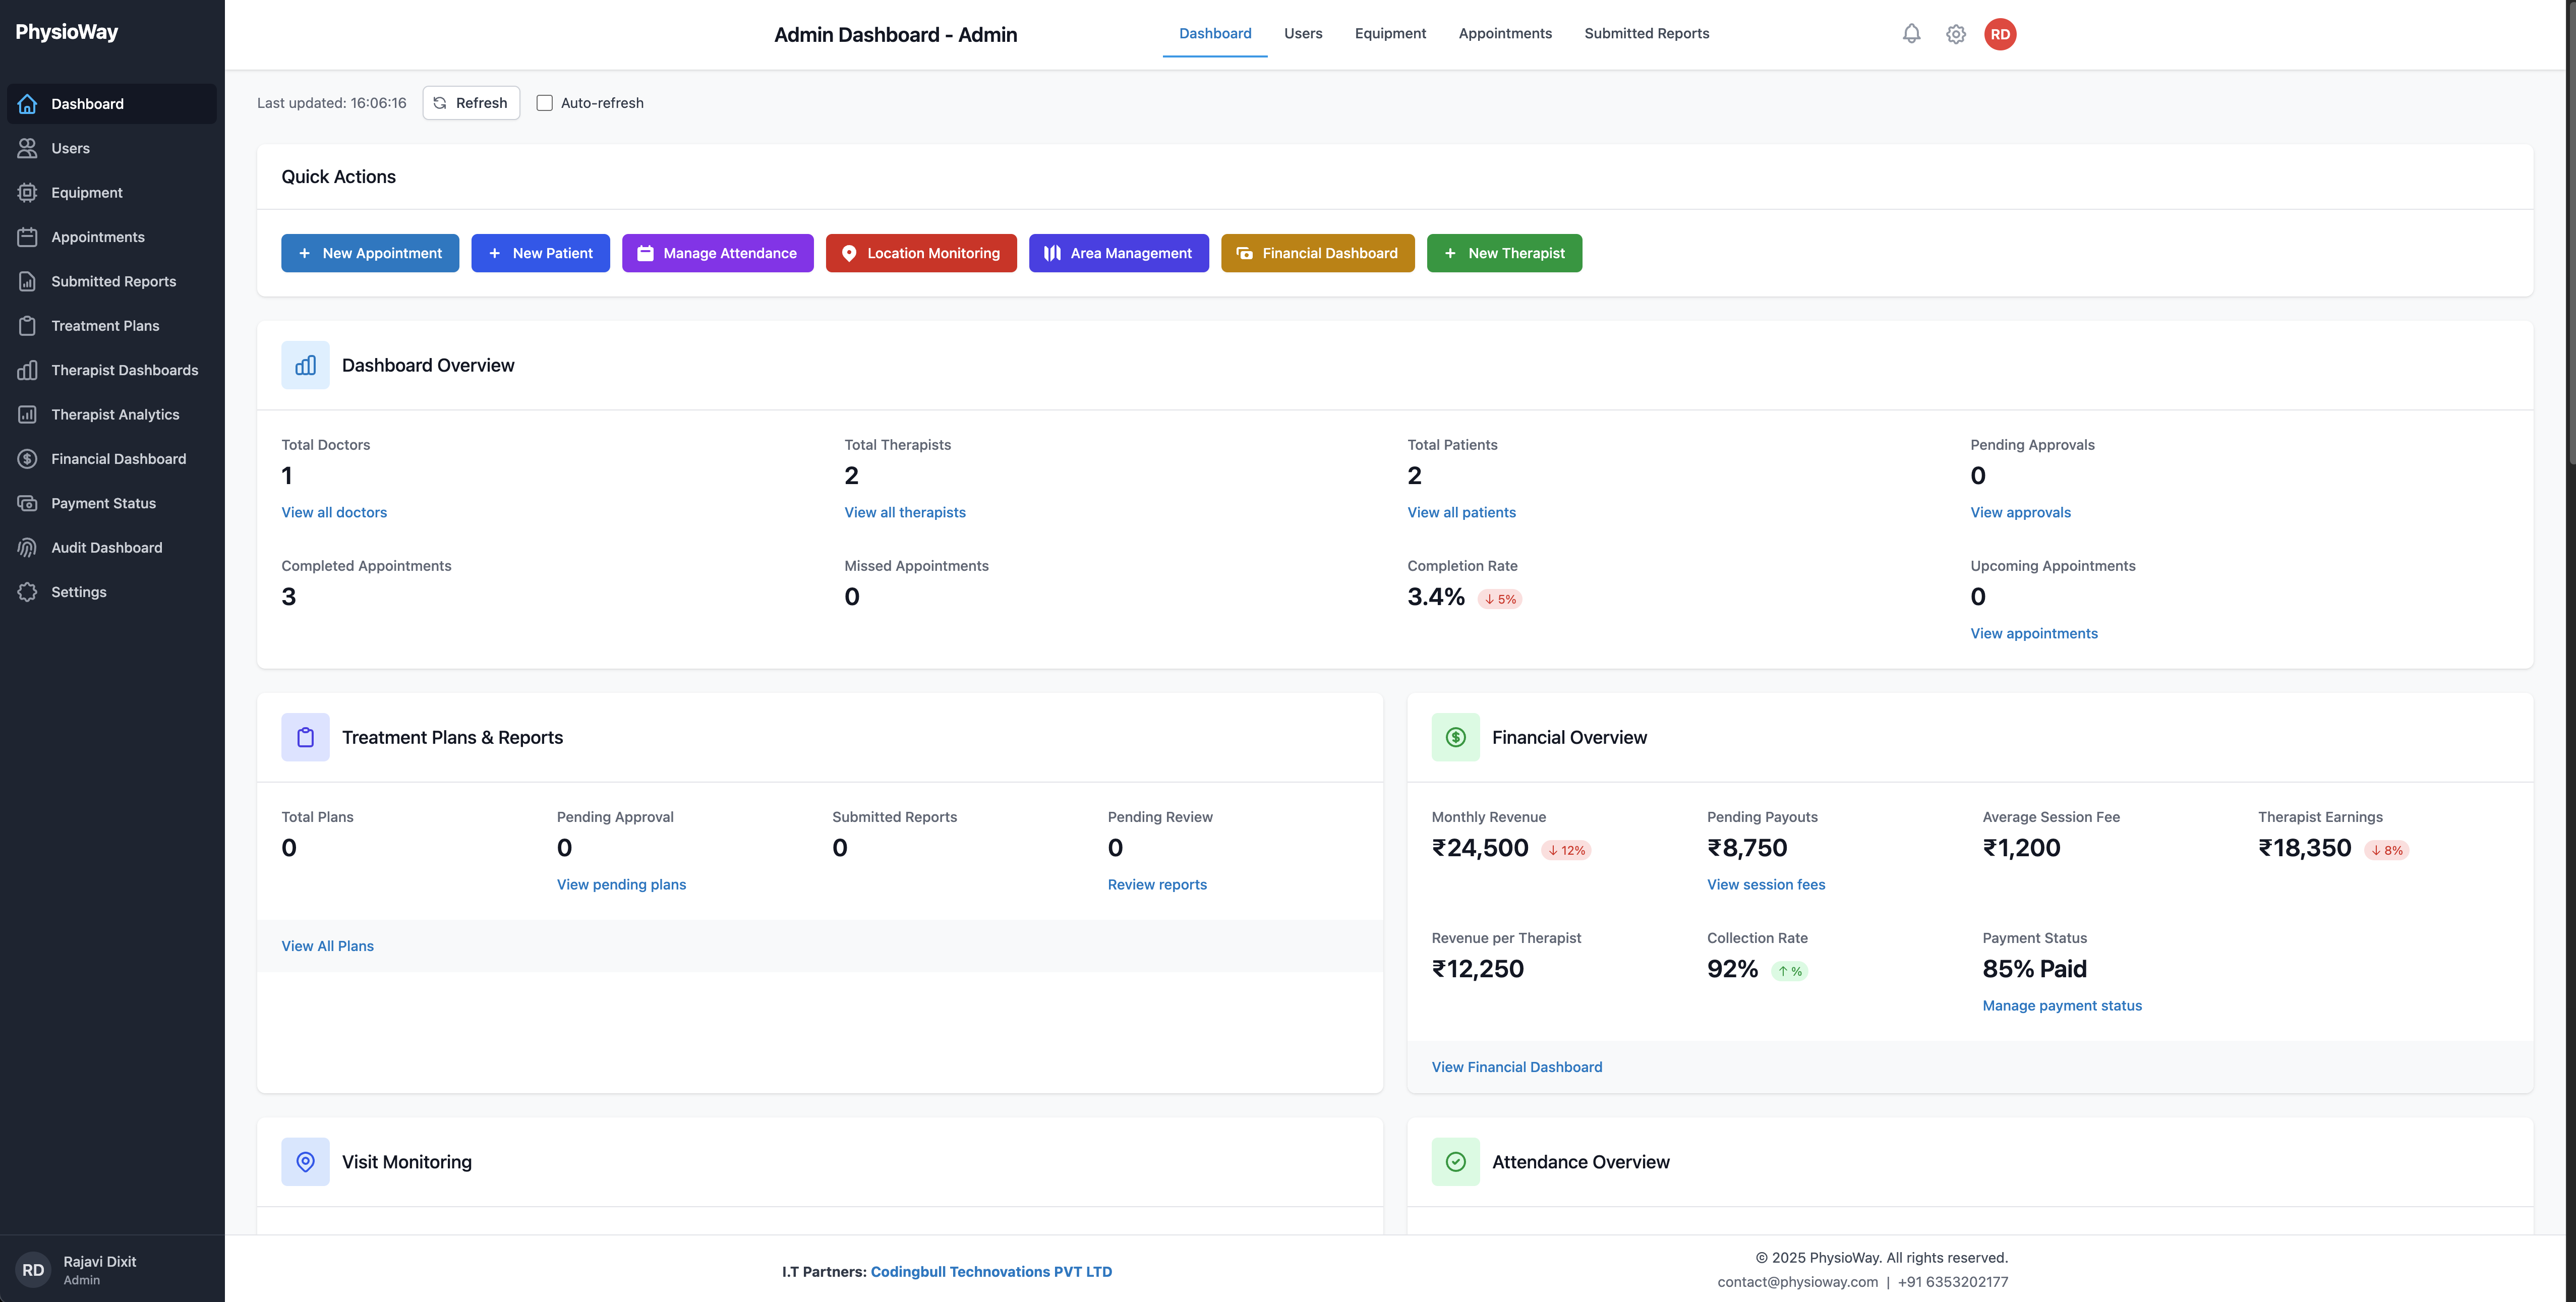 PhysioWay
Dashboard
Users
Equipment
Appointments
Submitted Reports
Treatment Plans
Therapist Dashboards
Therapist Analytics
Financial Dashboard
Payment Status
Audit Dashboard
Settings
RD
Rajavi Dixit
Admin
Admin Dashboard - Admin
Dashboard Users Equipment Appointments Submitted Reports
RD
Last updated: 16:06:16 Refresh Auto-refresh
Quick Actions
+ New Appointment + New Patient Manage Attendance Location Monitoring Area Management Financial Dashboard + New Therapist
Dashboard Overview
Total Doctors Total Therapists Total Patients Pending Approvals
1 2 2 0
View all doctors View all therapists View all patients View approvals
Completed Appointments Missed Appointments Completion Rate Upcoming Appointments
3 0 3.4% ↓ 5% 0
View appointments
Treatment Plans & Reports
Total Plans Pending Approval Submitted Reports Pending Review
0 0 0 0
View pending plans Review reports
View All Plans
Financial Overview
Monthly Revenue Pending Payouts Average Session Fee Therapist Earnings
₹24,500 ↓ 12% ₹8,750 ₹1,200 ₹18,350 ↓ 8%
View session fees
Revenue per Therapist Collection Rate Payment Status
₹12,250 92% ↑ % 85% Paid
Manage payment status
View Financial Dashboard
Visit Monitoring
Attendance Overview
I.T Partners: Codingbull Technovations PVT LTD
© 2025 PhysioWay. All rights reserved.
contact@physioway.com | +91 6353202177